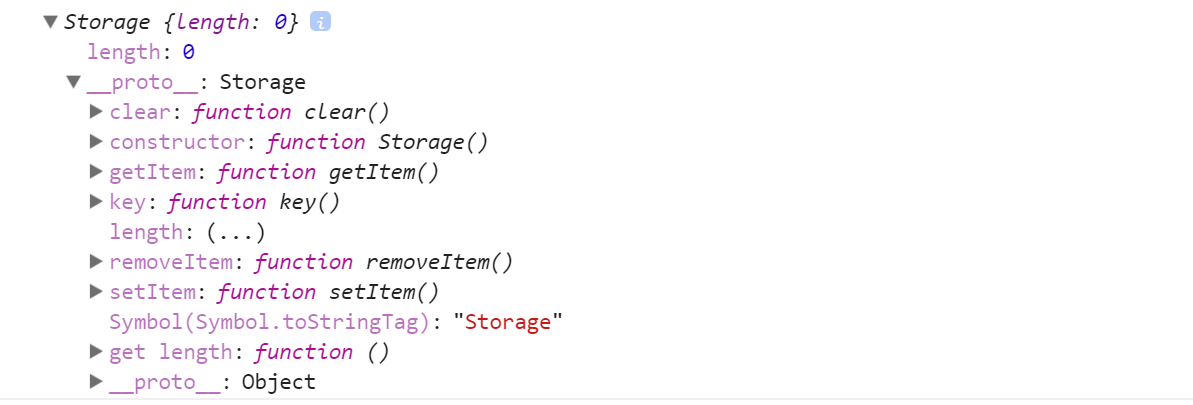 Storage {length: 0} i
length: 0
__proto__: Storage
clear: function clear()
constructor: function Storage()
getItem: function getItem()
key: function key()
length: (...)
removeItem: function removeItem()
setItem: function setItem()
Symbol(Symbol.toStringTag): "Storage"
get length: function ()
__proto__: Object